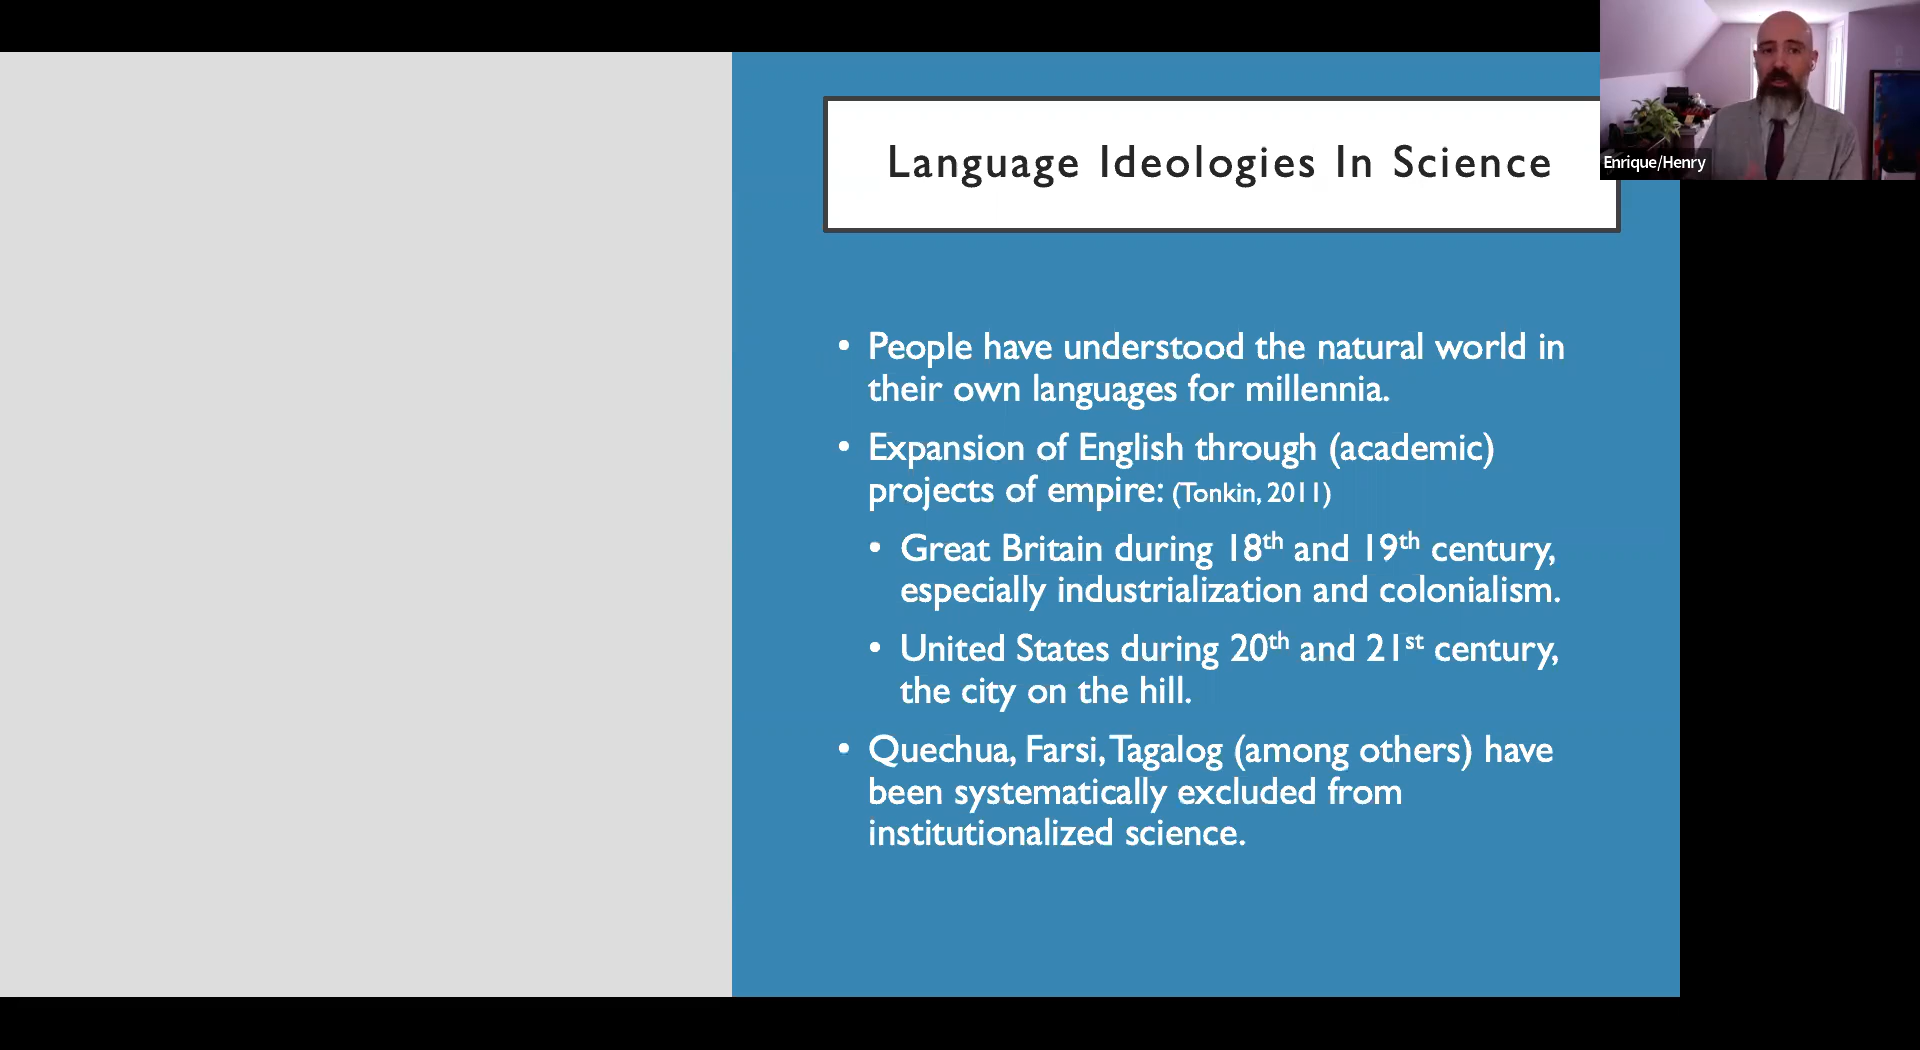 Language Ideologies In Science
Enrique/Henry
• People have understood the natural world in
their own languages for millennia.
• Expansion of English through (academic)
projects of empire: (Tonkin, 2011)
• Great Britain during 18th and 19th century,
especially industrialization and colonialism.
• United States during 20th and 21st century,
the city on the hill.
• Quechua, Farsi, Tagalog (among others) have
been systematically excluded from
institutionalized science.